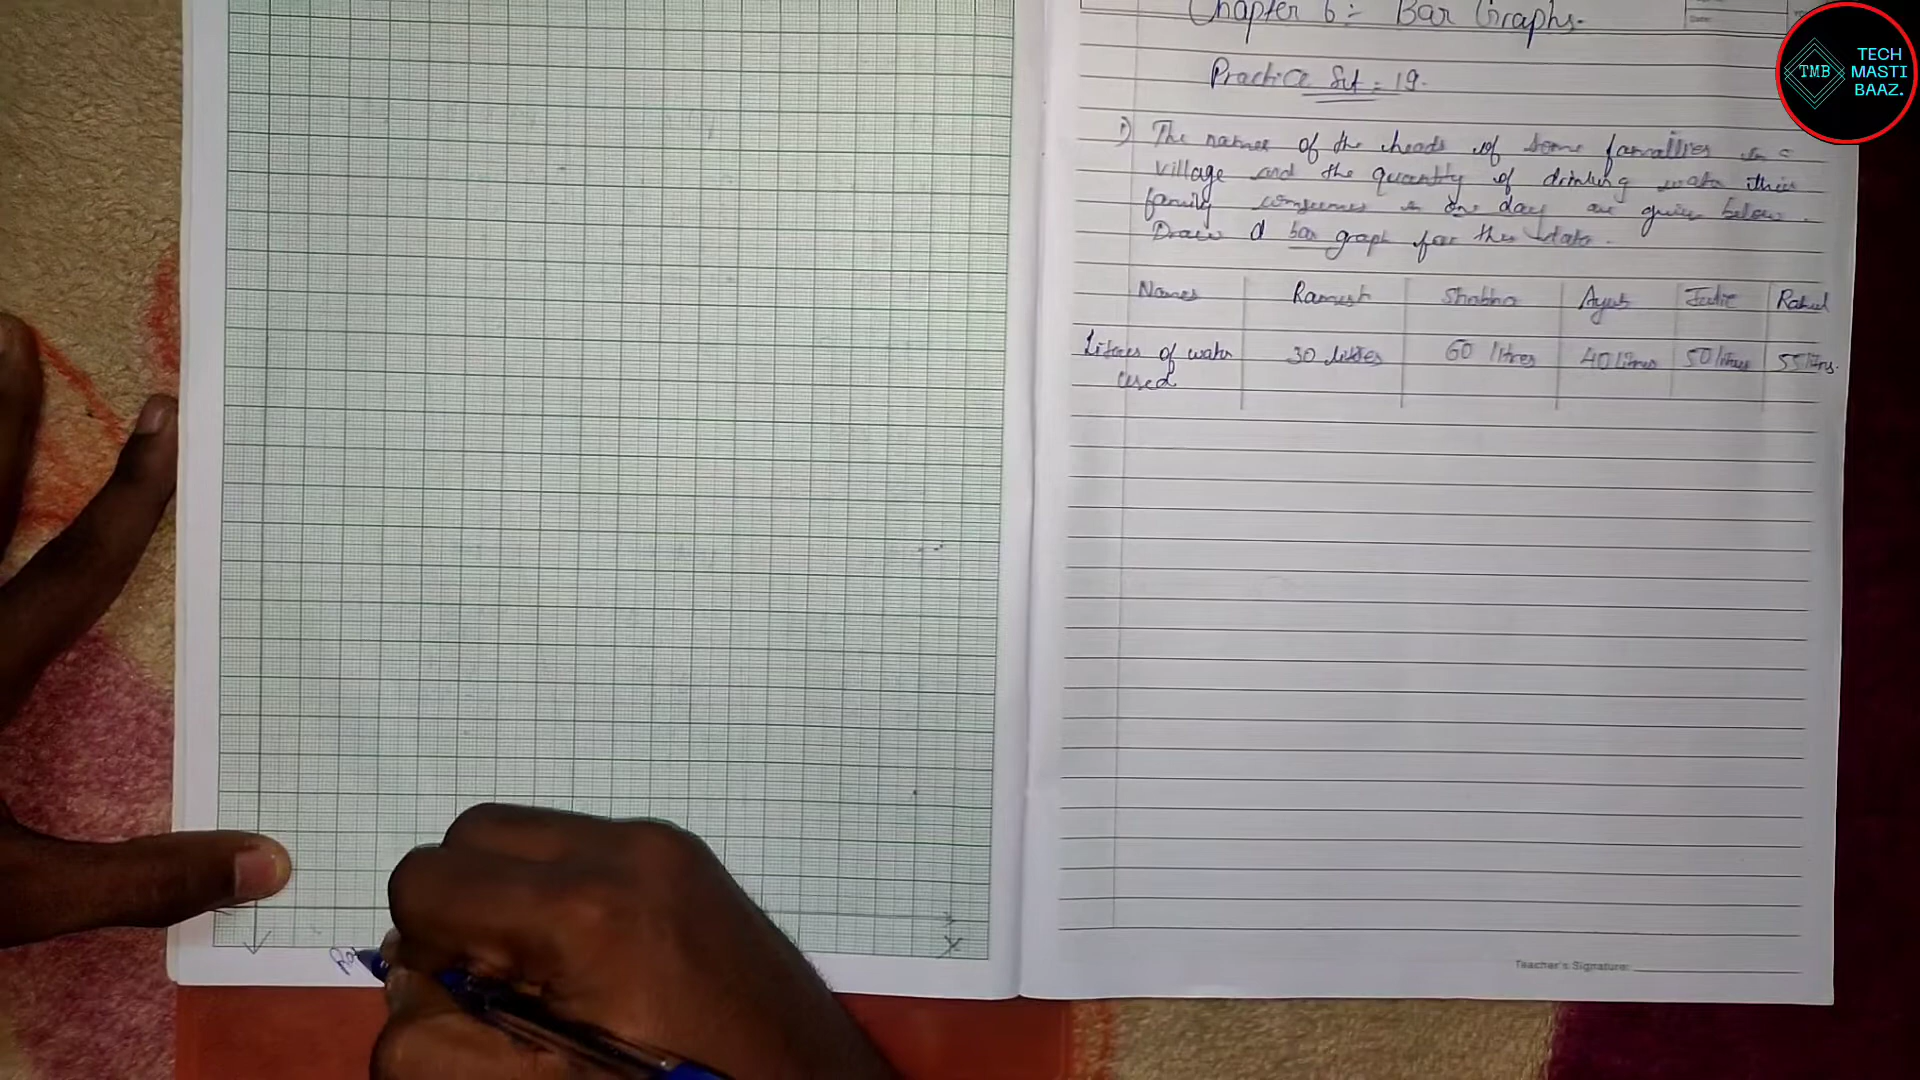 Chapter 6 :- Bar Graphs.
Practice Set = 19.
1) The names of the heads of some famallies in a
village and the quantity of drinking water their
family consumes in one day are given below.
Draw a bar graph for this data.
Names Ramesh Shobha Ayub Julie Rahul
Litres of water used 30 litres 60 litres 40 litres 50 litres 55 litrs.
Teacher's Signature:
X
TMB
TECH
MASTI
BAAZ.